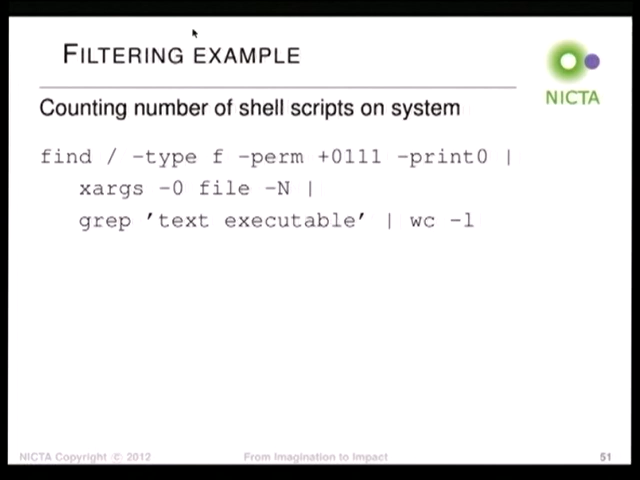 FILTERING EXAMPLE
NICTA
Counting number of shell scripts on system
find / -type f -perm +0111 -print0 |
xargs -0 file -N |
grep 'text executable' | wc -l
NICTA Copyright © 2012
From Imagination to Impact
51